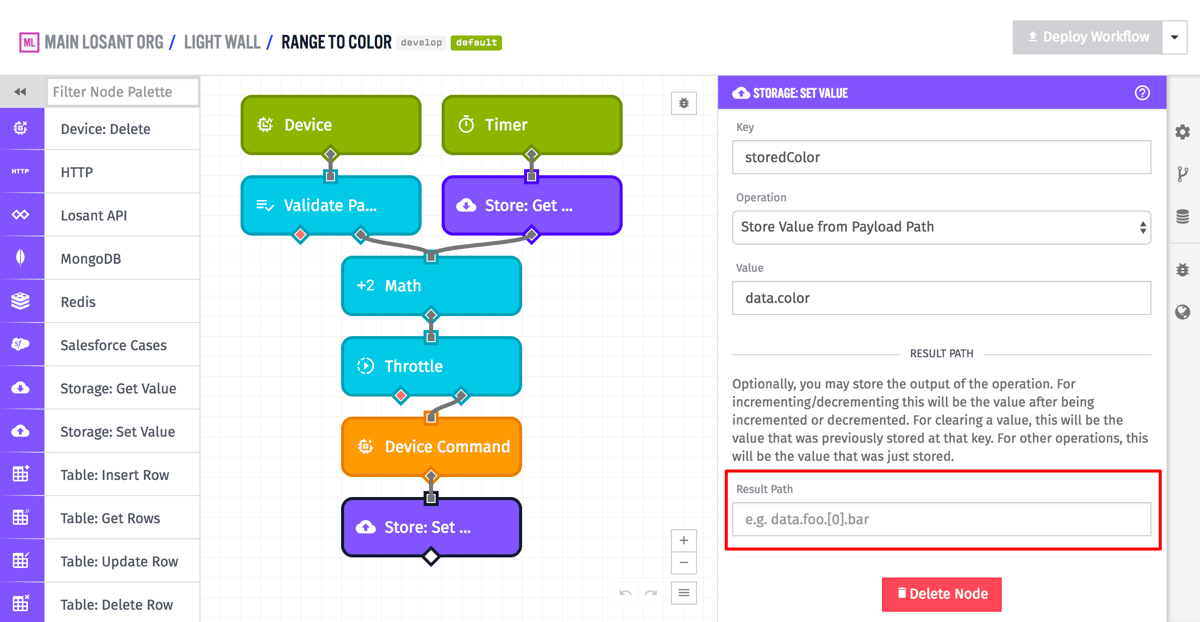 ML MAIN LOSANT ORG / LIGHT WALL / RANGE TO COLOR develop default
Deploy Workflow
Filter Node Palette
Device: Delete
HTTP HTTP
Losant API
MongoDB
Redis
sf Salesforce Cases
Storage: Get Value
Storage: Set Value
Table: Insert Row
Table: Get Rows
Table: Update Row
Table: Delete Row
Device
Timer
Validate Pa...
Store: Get ...
+2 Math
Throttle
Device Command
Store: Set ...
+
−
STORAGE: SET VALUE ?
Key
storedColor
Operation
Store Value from Payload Path
Value
data.color
RESULT PATH
Optionally, you may store the output of the operation. For
incrementing/decrementing this will be the value after being
incremented or decremented. For clearing a value, this will be the
value that was previously stored at that key. For other operations, this
will be the value that was just stored.
Result Path
e.g. data.foo.[0].bar
Delete Node